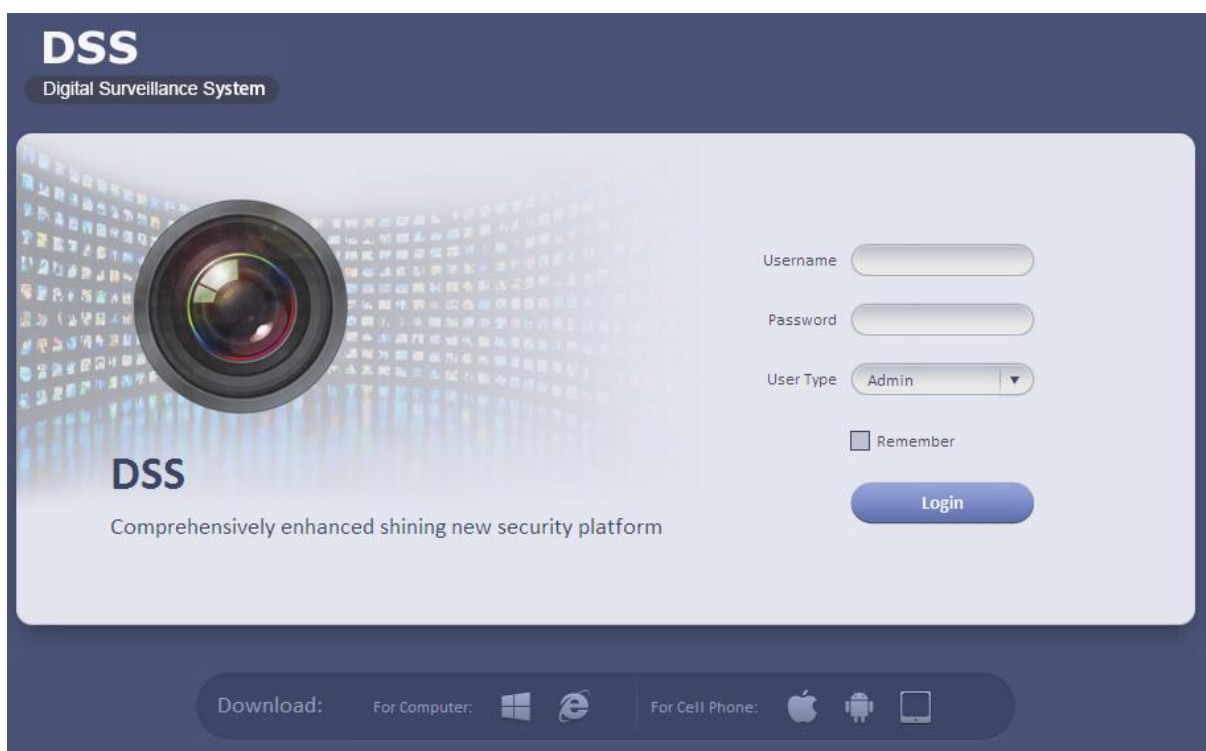 DSS
Digital Surveillance System
Username
Password
User Type Admin
Remember
DSS
Login
Comprehensively enhanced shining new security platform
Download: For Computer: For Cell Phone: